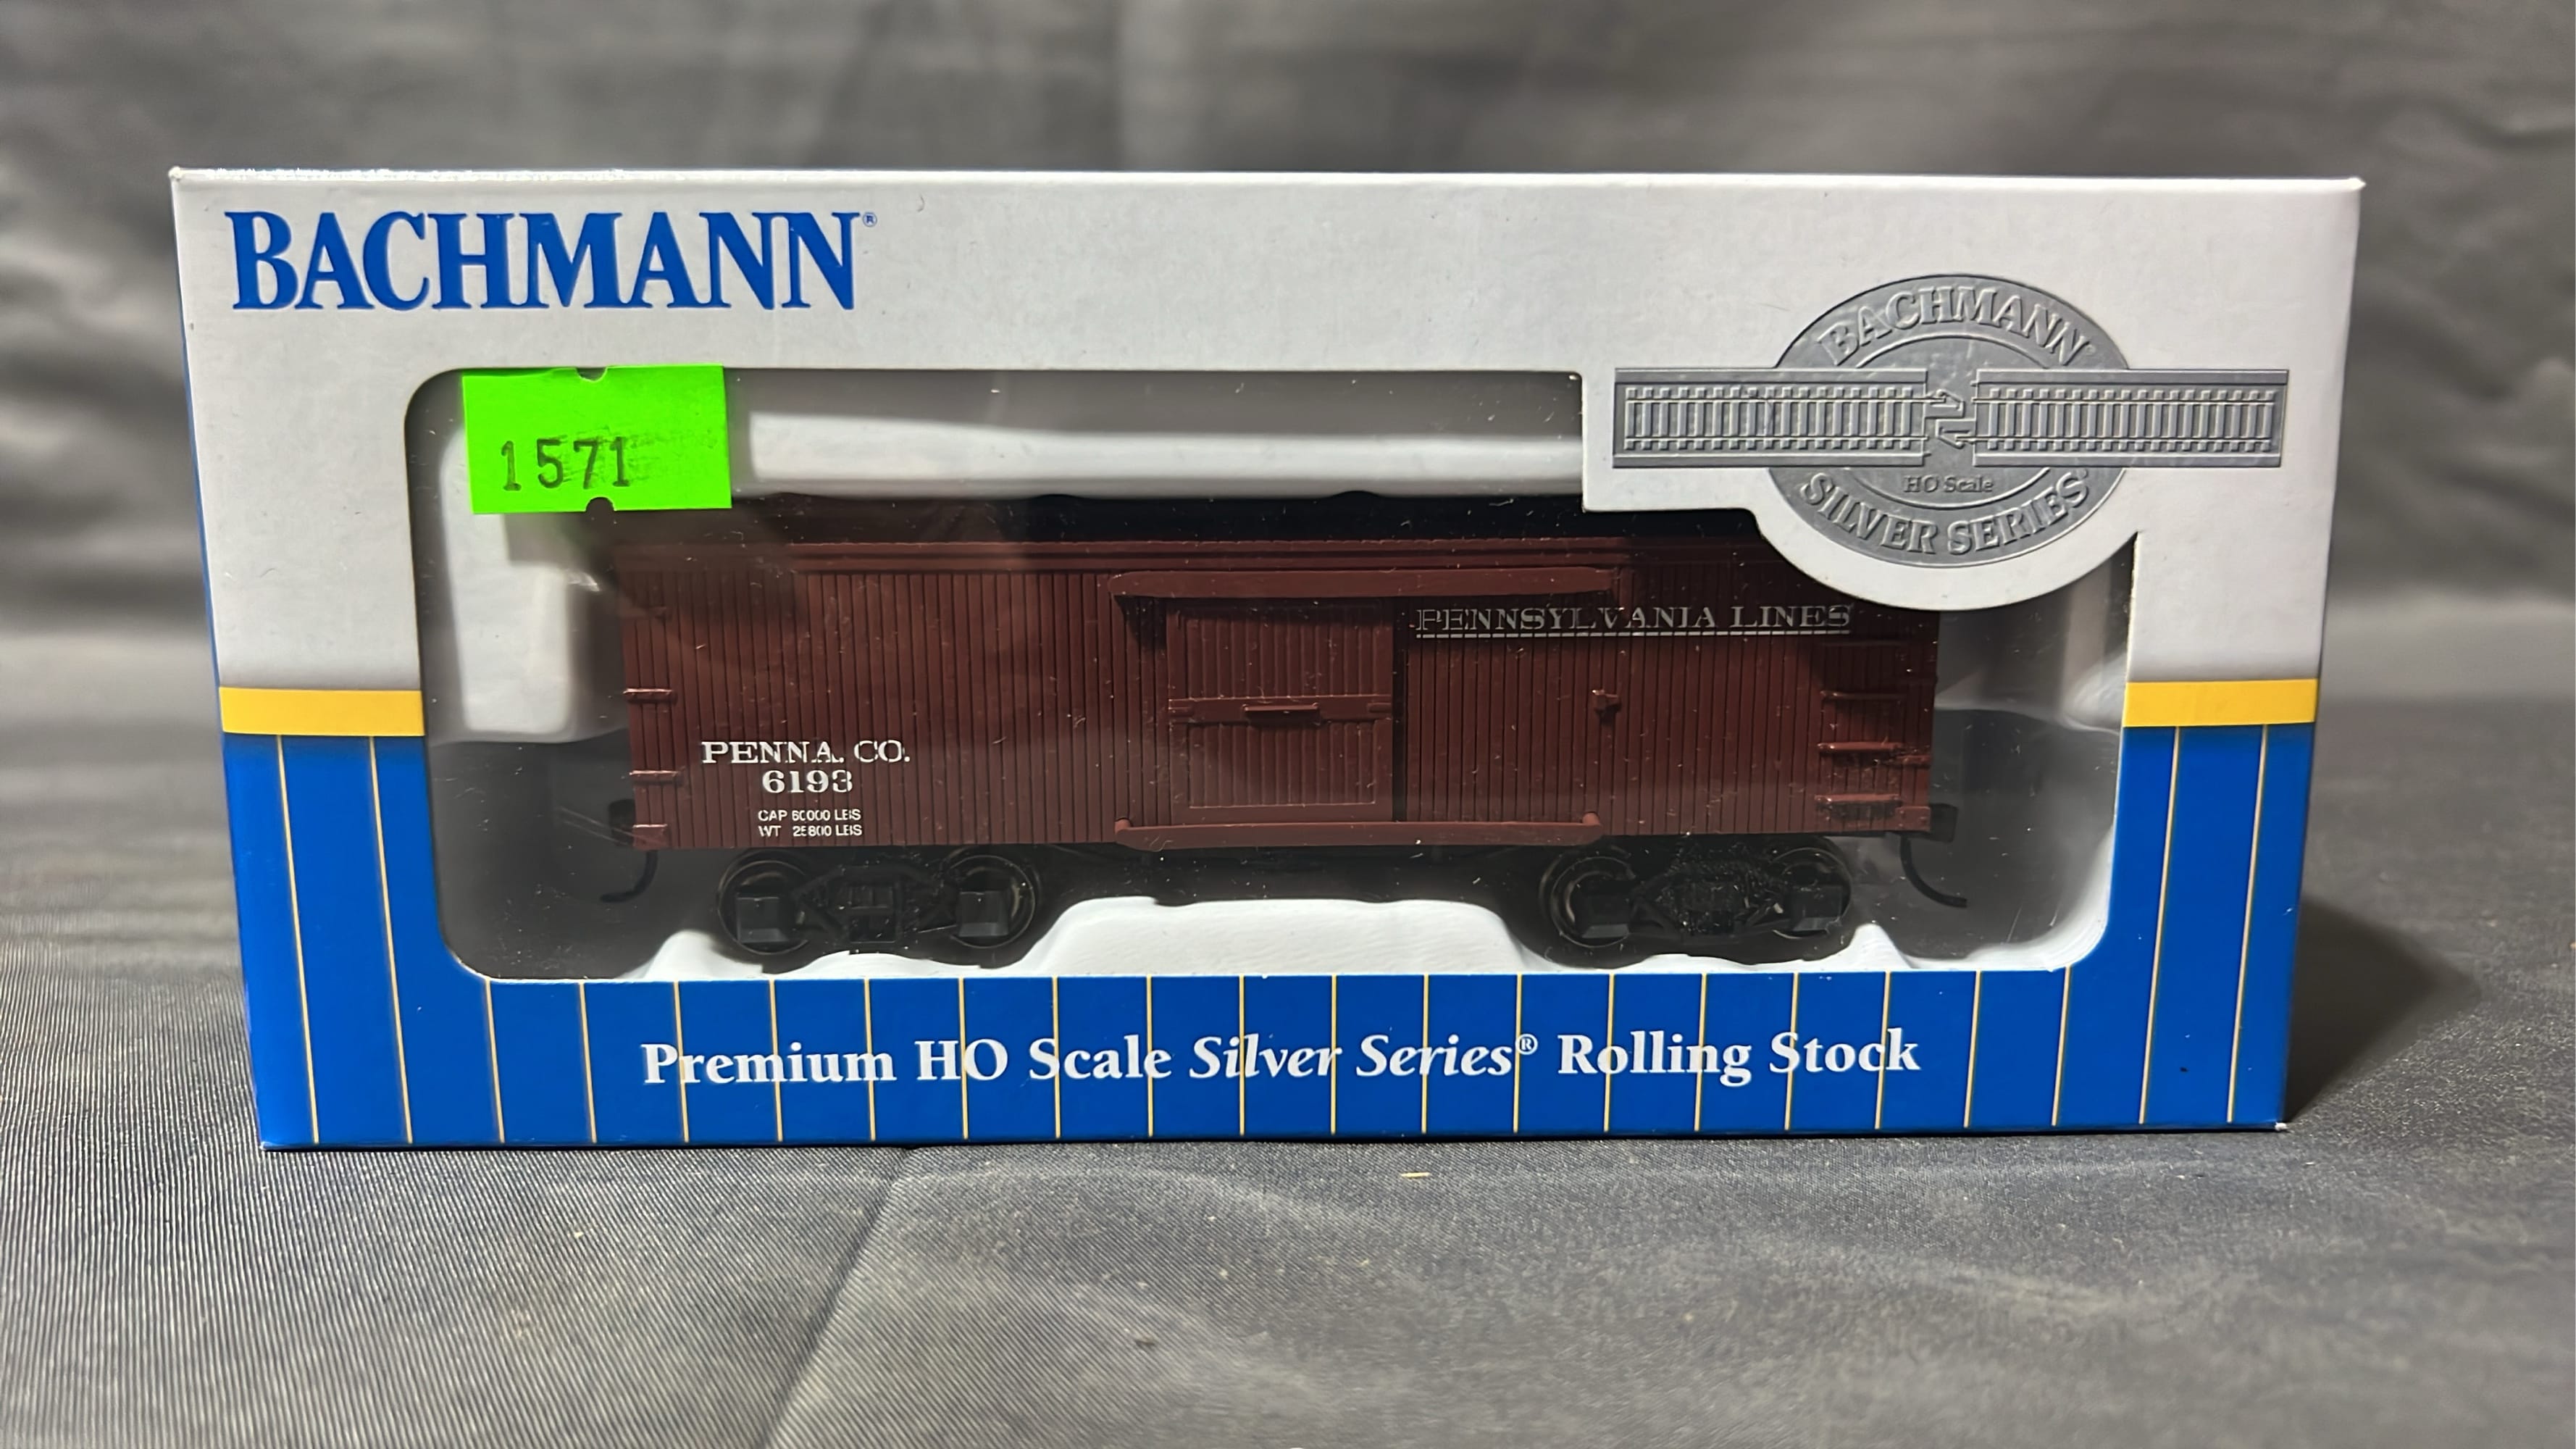 BACHMANN®
1571
BACHMANN
HO Scale
SILVER SERIES®
PENNSYLVANIA LINES
PENNA. CO.
6193
CAP 60000 LBS
WT 25800 LBS
Premium HO Scale Silver Series® Rolling Stock